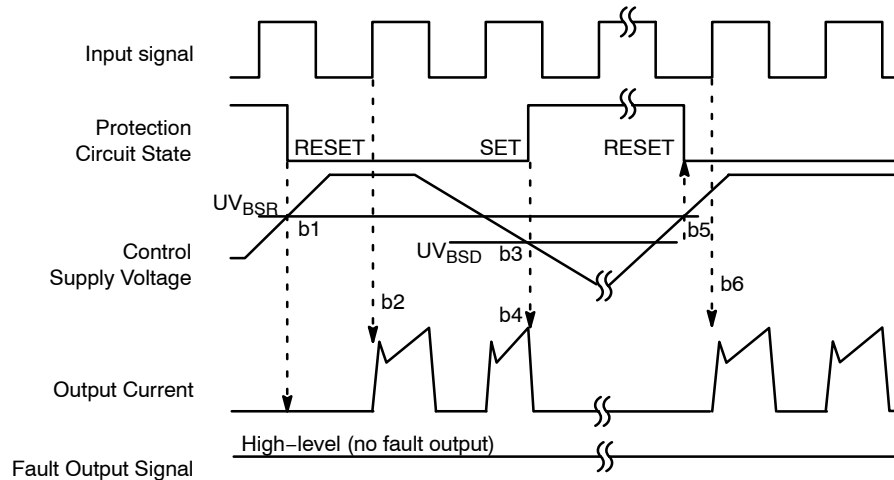 Input signal
Protection
Circuit State
RESET
SET
RESET
UVBSR
b1
b5
UVBSD
b3
Control
Supply Voltage
b2
b4
b6
Output Current
High−level (no fault output)
Fault Output Signal